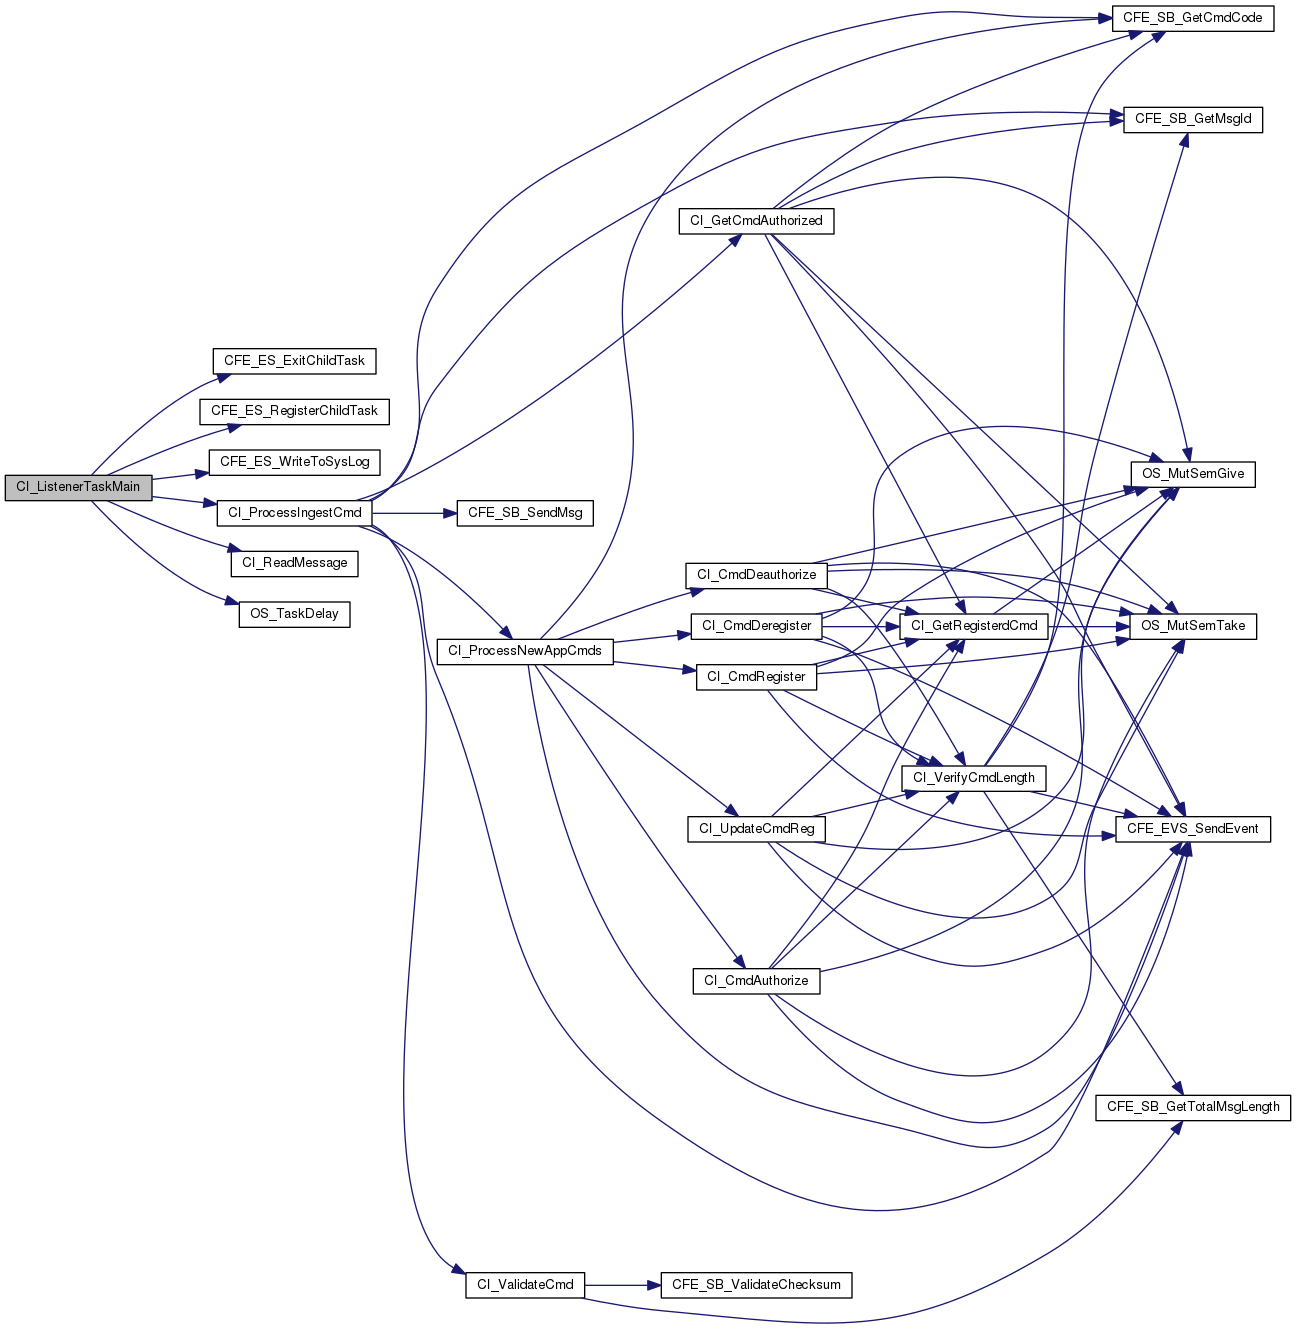 CFE_SB_GetCmdCode
CFE_SB_GetMsgId
CI_GetCmdAuthorized
CFE_ES_ExitChildTask
CFE_ES_RegisterChildTask
CFE_ES_WriteToSysLog
OS_MutSemGive
CI_ListenerTaskMain
CI_ProcessIngestCmd
CFE_SB_SendMsg
CI_ReadMessage
CI_CmdDeauthorize
OS_TaskDelay
CI_CmdDeregister
CI_GetRegisterdCmd
OS_MutSemTake
CI_ProcessNewAppCmds
CI_CmdRegister
CI_VerifyCmdLength
CI_UpdateCmdReg
CFE_EVS_SendEvent
CI_CmdAuthorize
CFE_SB_GetTotalMsgLength
CI_ValidateCmd
CFE_SB_ValidateChecksum